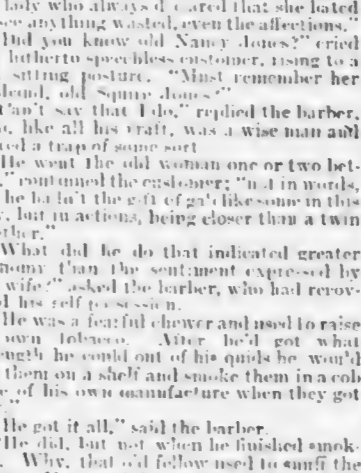 lady who always d cared that she hated
see anything wasted, even the affections."
"Did you know old Nancy Jones?" cried
hitherto speechless customer, rising to a
sitting posture. "Must remember her
old Squire Jones."
"Can't say that I do," replied the barber,
like all his craft, was a wise man and
a trap of some sort
"He went the old woman one or two bet-
," continued the customer; "not in words,
he hadn't the gift of gab like some in this
, but in actions, being closer than a twin
"What did he do that indicated greater
than the sentiment expressed by
wife?" asked the barber, who had recov-
his self possession.
"He was a fearful chewer and used to raise
own tobacco. After he'd got what
he could out of his quids he would
them on a shelf and smoke them in a cob
of his own manufacture when they got
"He got it all," said the barber.
"He did, but not when he finished smok-
Why, that old fellow used to snuff the